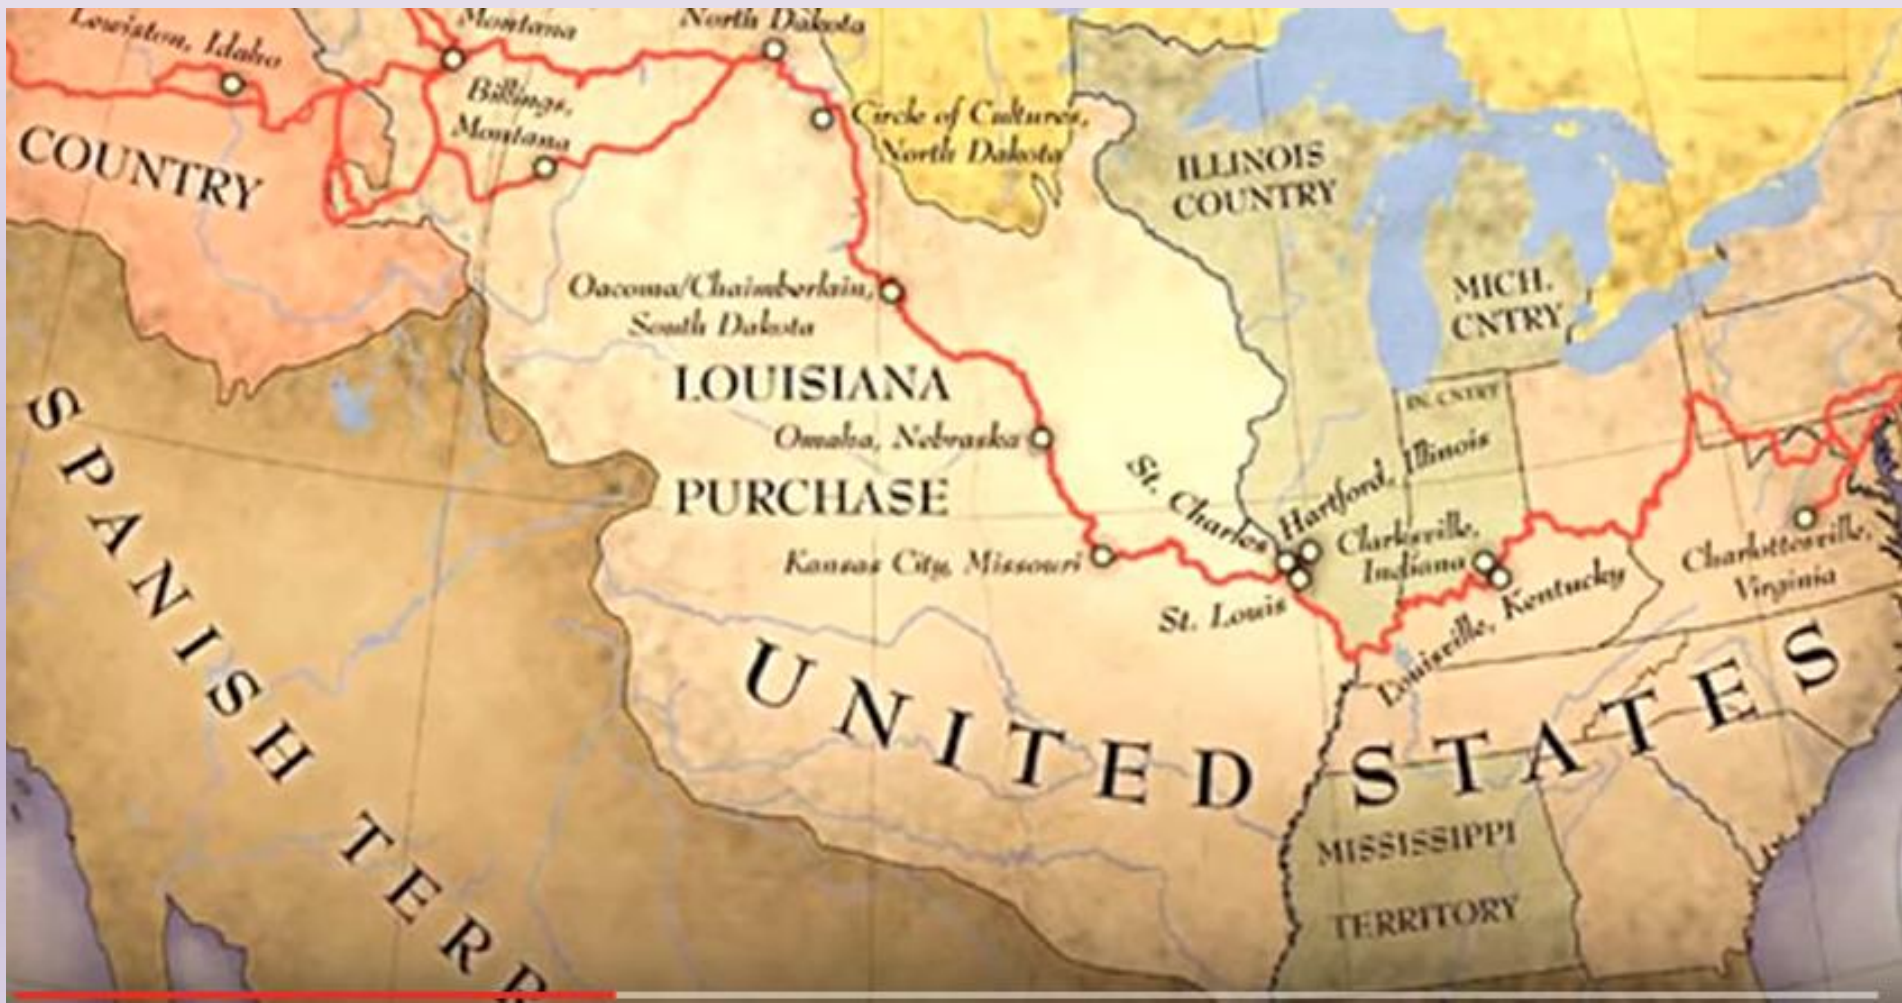 Lewiston, Idaho
Montana
North Dakota
Billings,
Montana
Circle of Cultures,
North Dakota
COUNTRY
ILLINOIS
COUNTRY
MICH.
CNTRY
Oacoma/Chaimberlain,
South Dakota
LOUISIANA
Omaha, Nebraska
PURCHASE
Kansas City, Missouri
IN. CNTRY
St. Charles
Hartford, Illinois
Clarksville,
Indiana
St. Louis
Louisville, Kentucky
Charlottesville,
Virginia
SPANISH TERR
UNITED STATES
MISSISSIPPI
TERRITORY